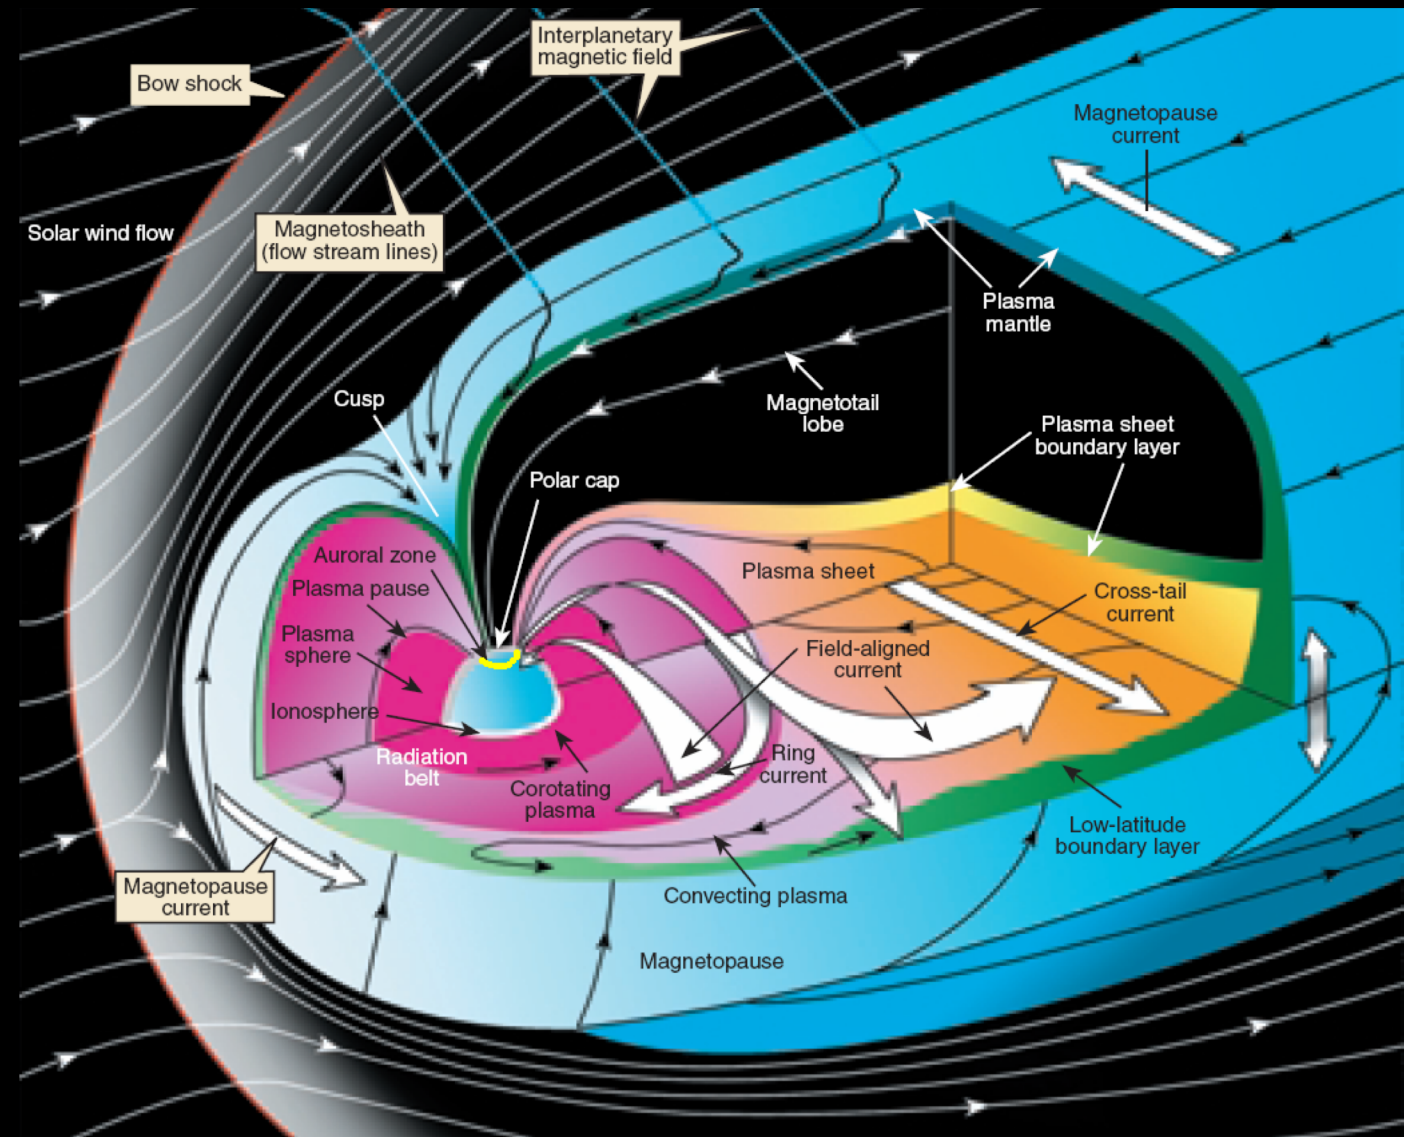 Interplanetary
magnetic field
Bow shock
Magnetopause
current
Magnetosheath
(flow stream lines)
Solar wind flow
Plasma
mantle
Cusp
Magnetotail
lobe
Plasma sheet
boundary layer
Polar cap
Auroral zone
Plasma pause
Plasma sheet
Cross-tail
current
Plasma
sphere
Field-aligned
current
Ionosphere
Radiation
belt
Ring
current
Corotating
plasma
Low-latitude
boundary layer
Magnetopause
current
Convecting plasma
Magnetopause